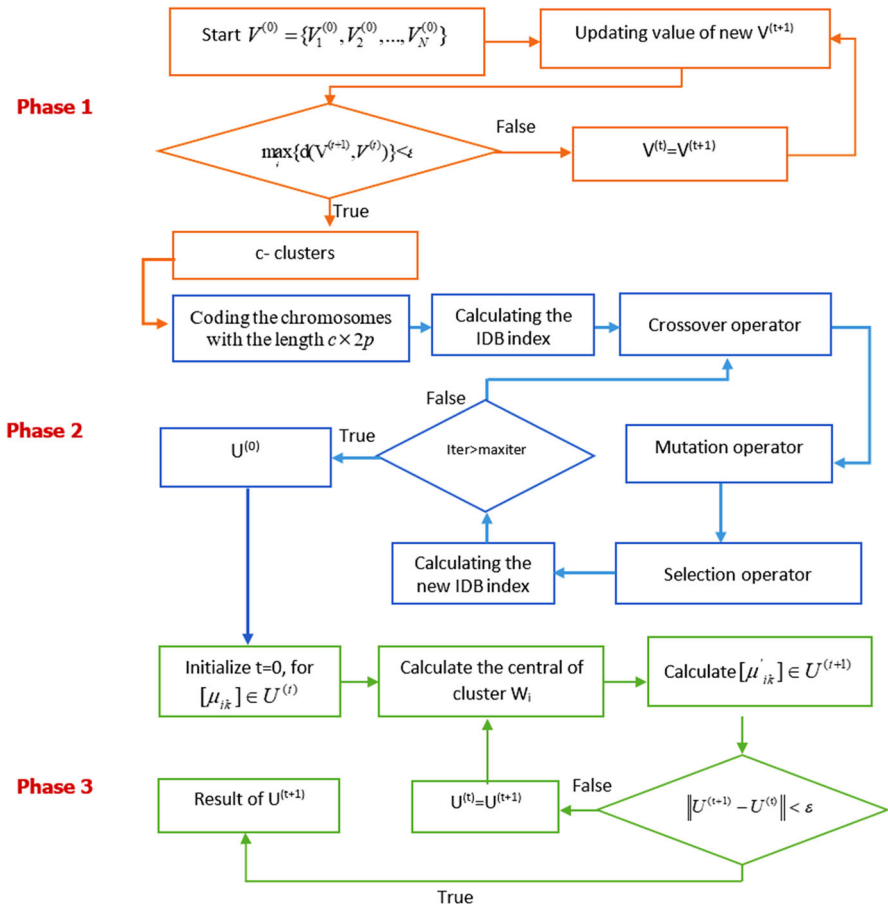 Phase 1
Start V^(0) = {V_1^(0), V_2^(0), ..., V_N^(0)}
Updating value of new V^(t+1)
max_i{d(V^(t+1), V^(t))}<ε
False
V^(t)=V^(t+1)
True
c- clusters
Phase 2
Coding the chromosomes
with the length c × 2p
Calculating the
IDB index
Crossover operator
False
Iter>maxiter
True
U^(0)
Mutation operator
Calculating the
new IDB index
Selection operator
Phase 3
Initialize t=0, for
[μ_ik] ∈ U^(t)
Calculate the central of
cluster W_i
Calculate [μ'_ik] ∈ U^(t+1)
Result of U^(t+1)
U^(t)=U^(t+1)
False
‖U^(t+1) − U^(t)‖ < ε
True